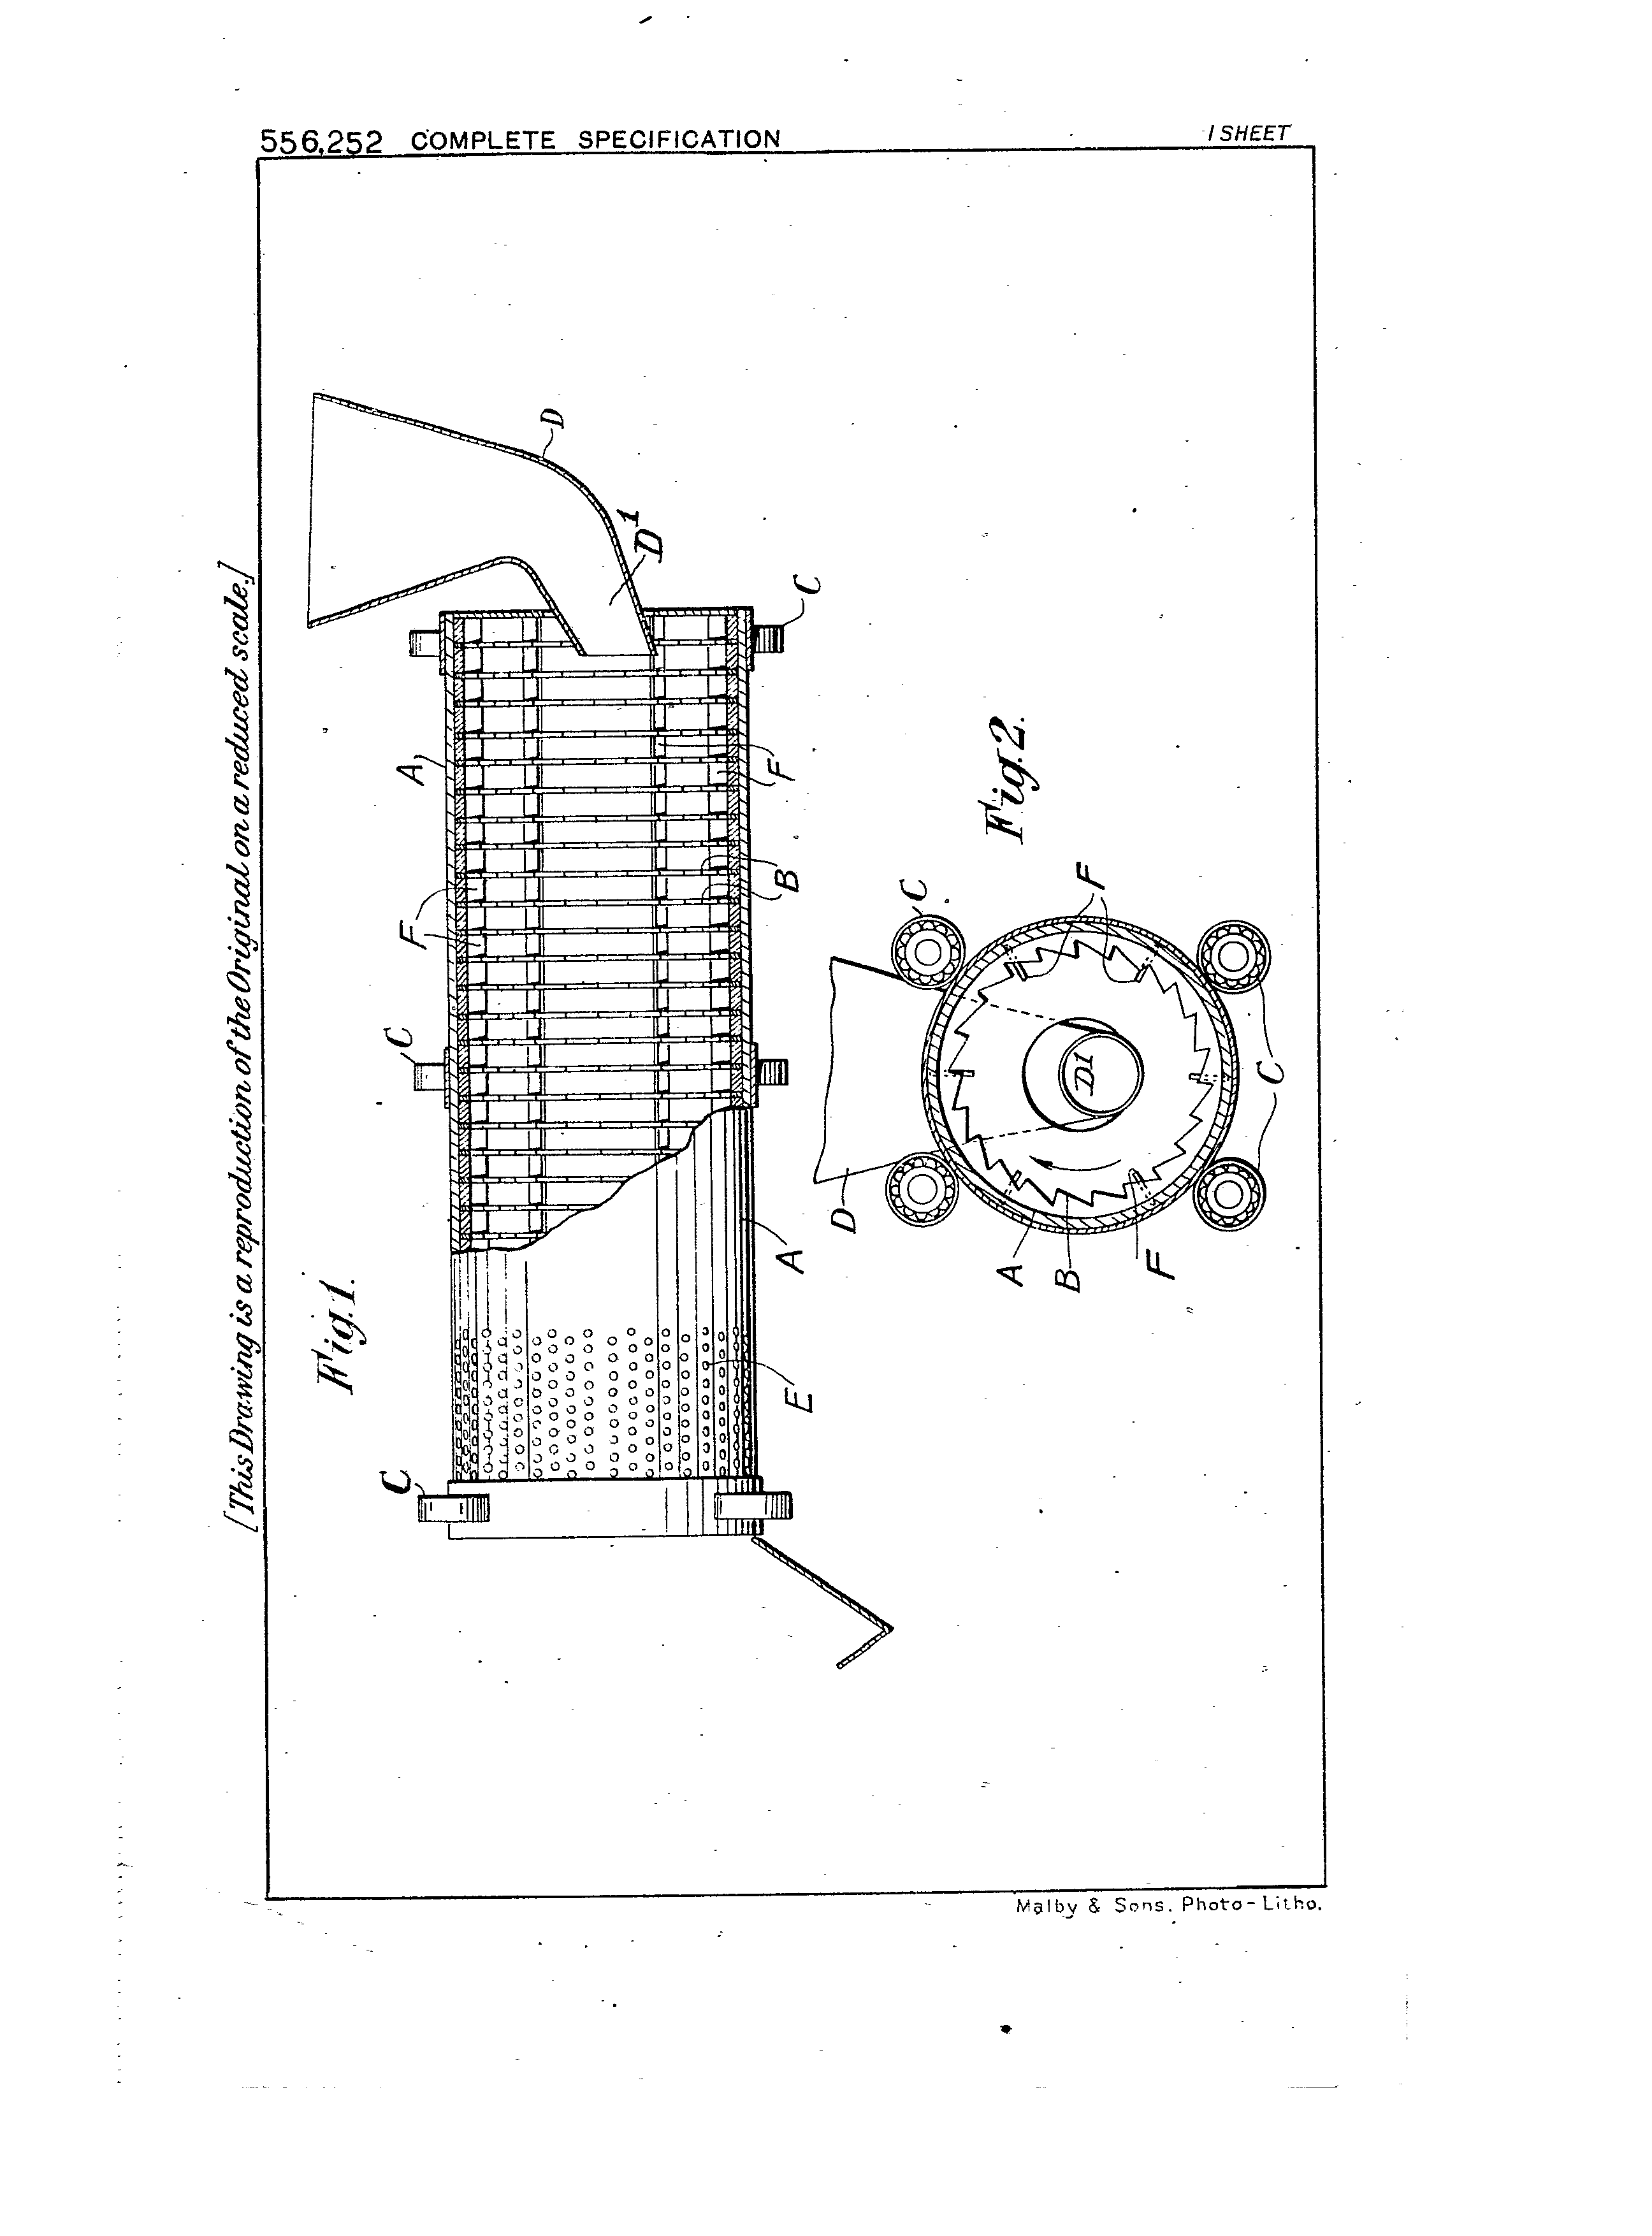 556,252 COMPLETE SPECIFICATION
1 SHEET
[This Drawing is a reproduction of the Original on a reduced scale.]
Fig.1.
D
D1
C
A
F
F
B
C
A
E
C
Fig.2.
C
F
D1
D
C
A
B
F
Malby & Sons. Photo-Litho.